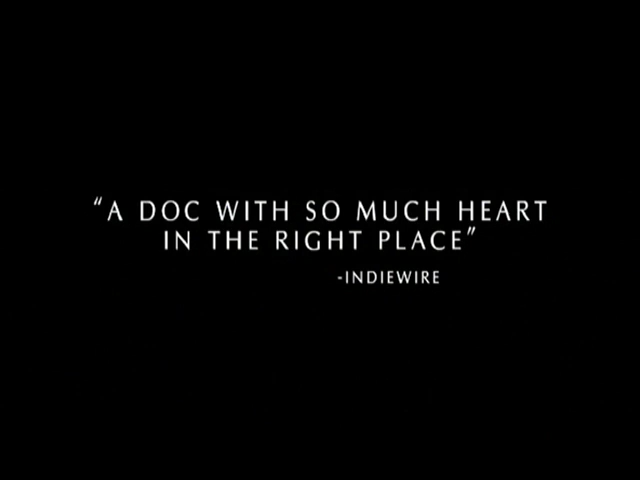 “A DOC WITH SO MUCH HEART
IN THE RIGHT PLACE”
-INDIEWIRE